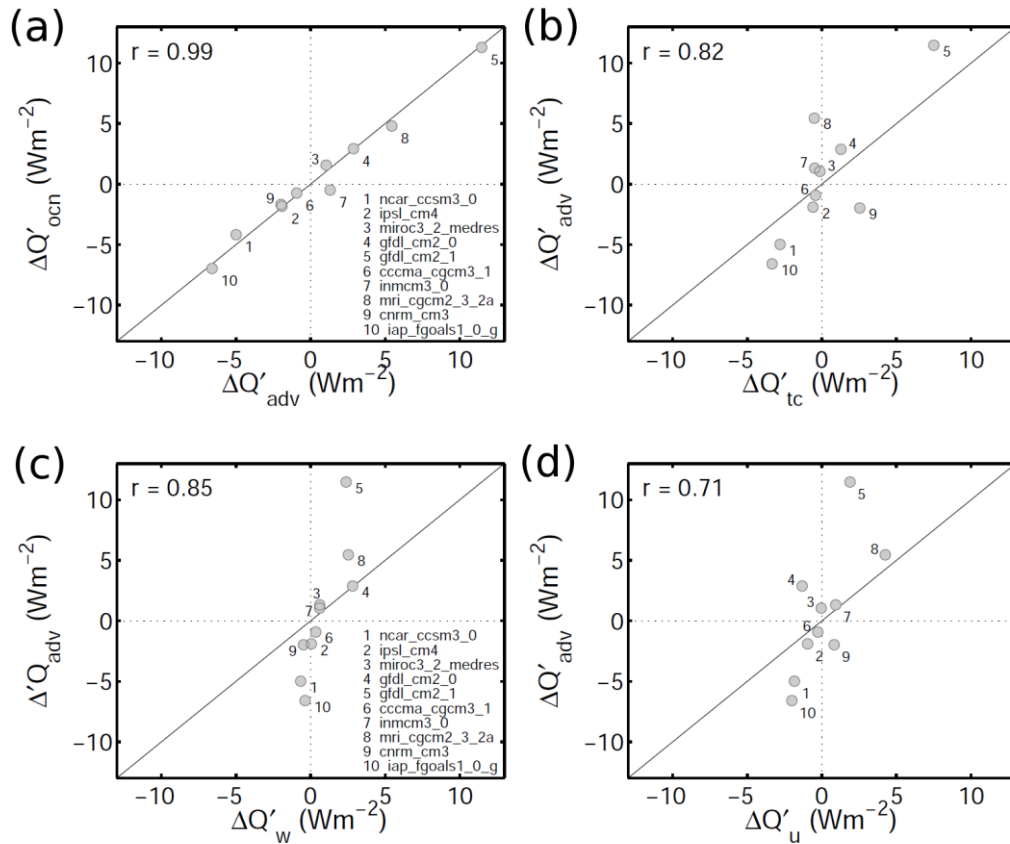 (a)
r = 0.99
10
5
0
−5
−10
ΔQ′ocn (Wm−2)
5
8
3
4
9
7
6
2
1
10
1 ncar_ccsm3_0
2 ipsl_cm4
3 miroc3_2_medres
4 gfdl_cm2_0
5 gfdl_cm2_1
6 cccma_cgcm3_1
7 inmcm3_0
8 mri_cgcm2_3_2a
9 cnrm_cm3
10 iap_fgoals1_0_g
−10 −5 0 5 10
ΔQ′adv (Wm−2)
(b)
r = 0.82
10
5
0
−5
−10
ΔQ′adv (Wm−2)
5
8
4
7
3
6
2
9
1
10
−10 −5 0 5 10
ΔQ′tc (Wm−2)
(c)
r = 0.85
10
5
0
−5
−10
Δ′Qadv (Wm−2)
5
8
4
3
7
6
9
2
1
10
1 ncar_ccsm3_0
2 ipsl_cm4
3 miroc3_2_medres
4 gfdl_cm2_0
5 gfdl_cm2_1
6 cccma_cgcm3_1
7 inmcm3_0
8 mri_cgcm2_3_2a
9 cnrm_cm3
10 iap_fgoals1_0_g
−10 −5 0 5 10
ΔQ′w (Wm−2)
(d)
r = 0.71
10
5
0
−5
−10
ΔQ′adv (Wm−2)
5
8
4
3
7
6
2
9
1
10
−10 −5 0 5 10
ΔQ′u (Wm−2)